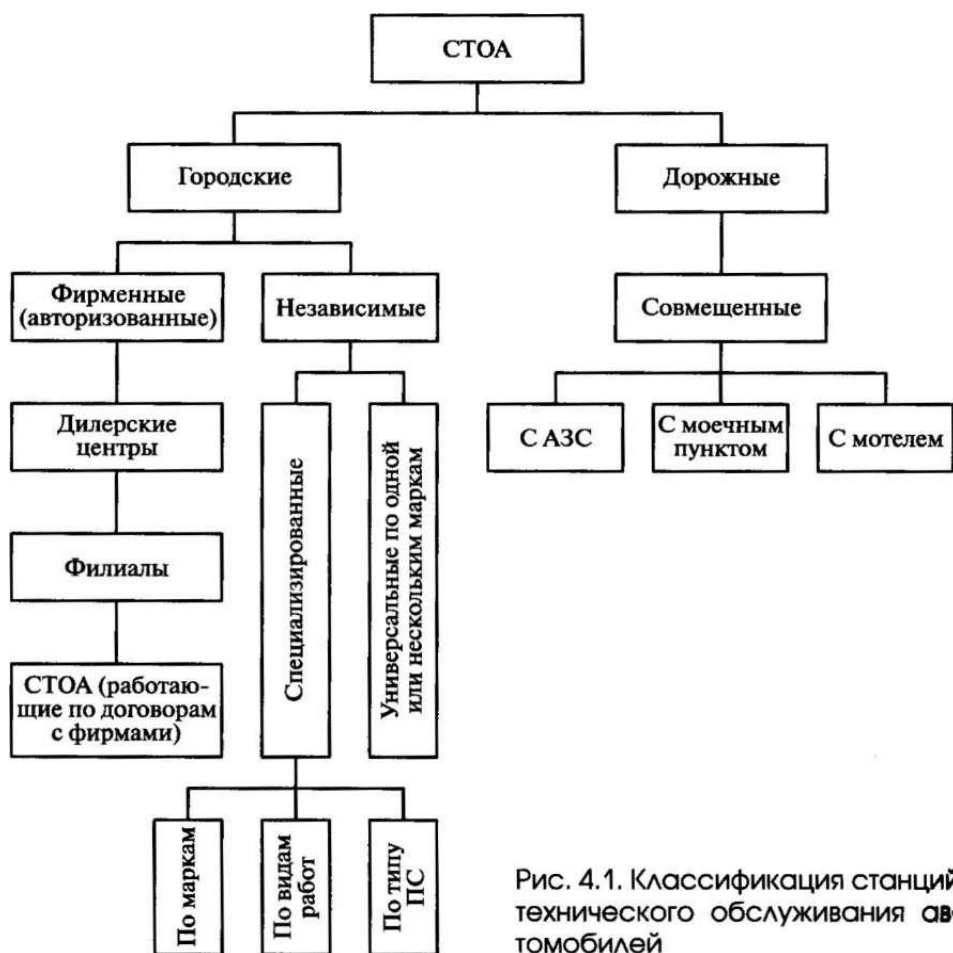 СТОА
Городские
Дорожные
Фирменные
(авторизованные)
Независимые
Совмещенные
Дилерские
центры
Специализированные
Универсальные по одной
или нескольким маркам
С АЗС
С моечным
пунктом
С мотелем
Филиалы
СТОА (работаю-
щие по договорам
с фирмами)
По маркам
По видам
работ
По типу
ПС
Рис. 4.1. Классификация станций
технического обслуживания ав-
томобилей